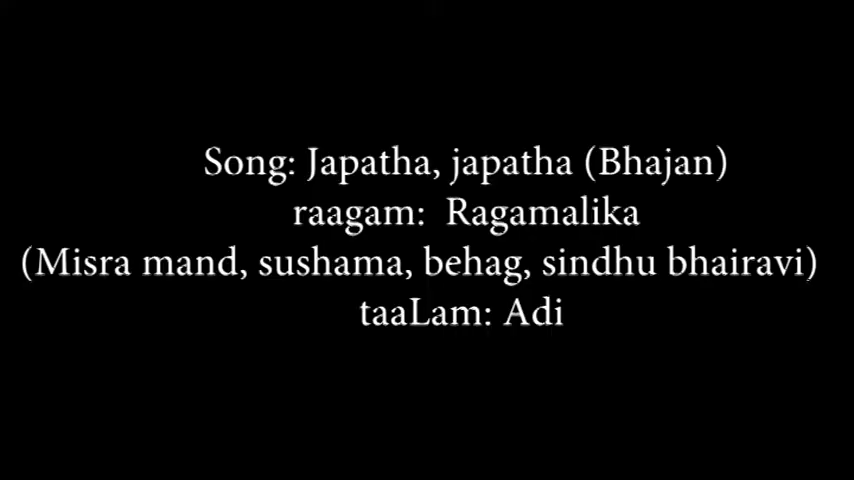 Song: Japatha, japatha (Bhajan)
raagam: Ragamalika
(Misra mand, sushama, behag, sindhu bhairavi)
taaLam: Adi